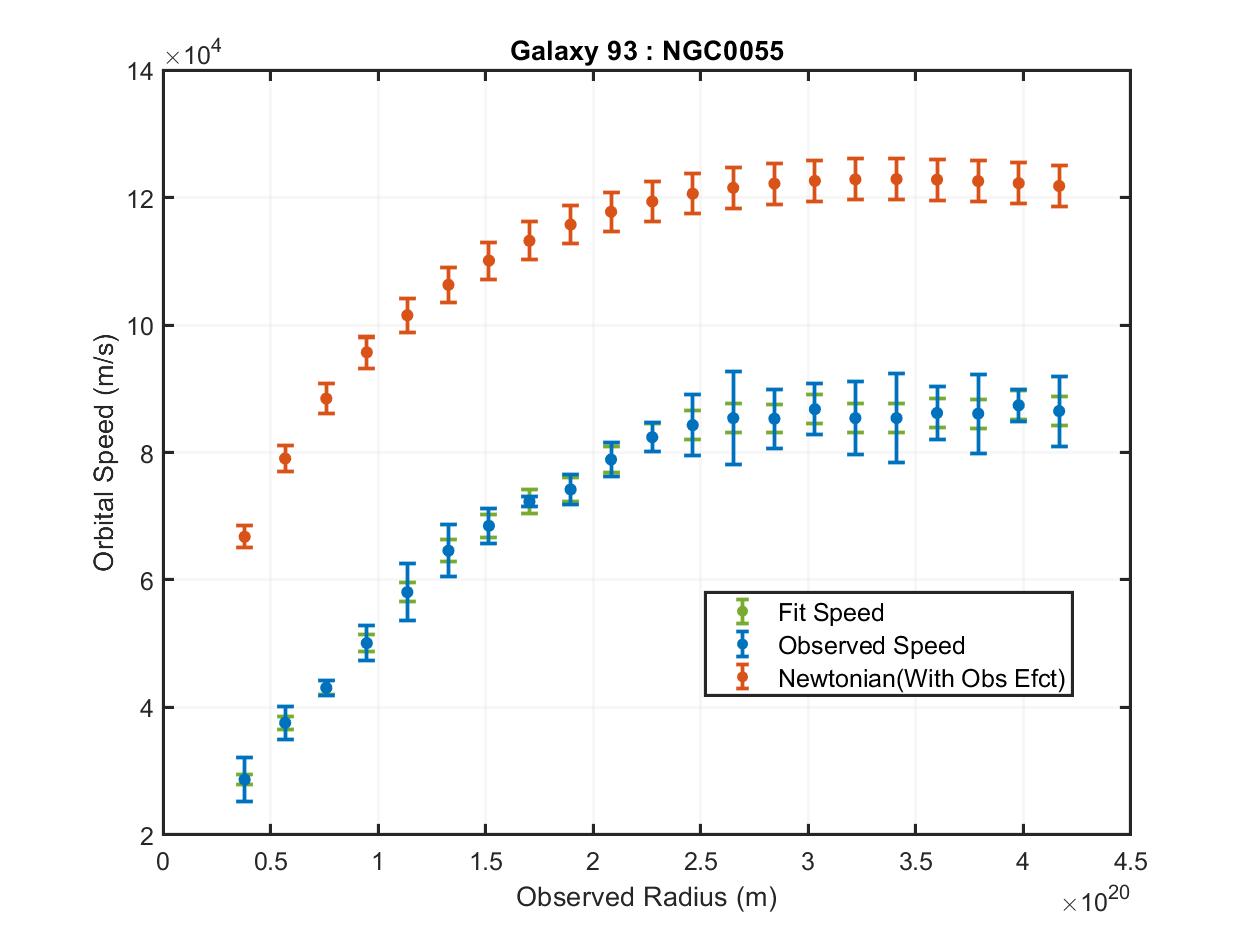 Galaxy 93 : NGC0055
×10^4
14
12
10
8
6
4
2
Orbital Speed (m/s)
Fit Speed
Observed Speed
Newtonian(With Obs Efct)
0 0.5 1 1.5 2 2.5 3 3.5 4 4.5
Observed Radius (m)
×10^20